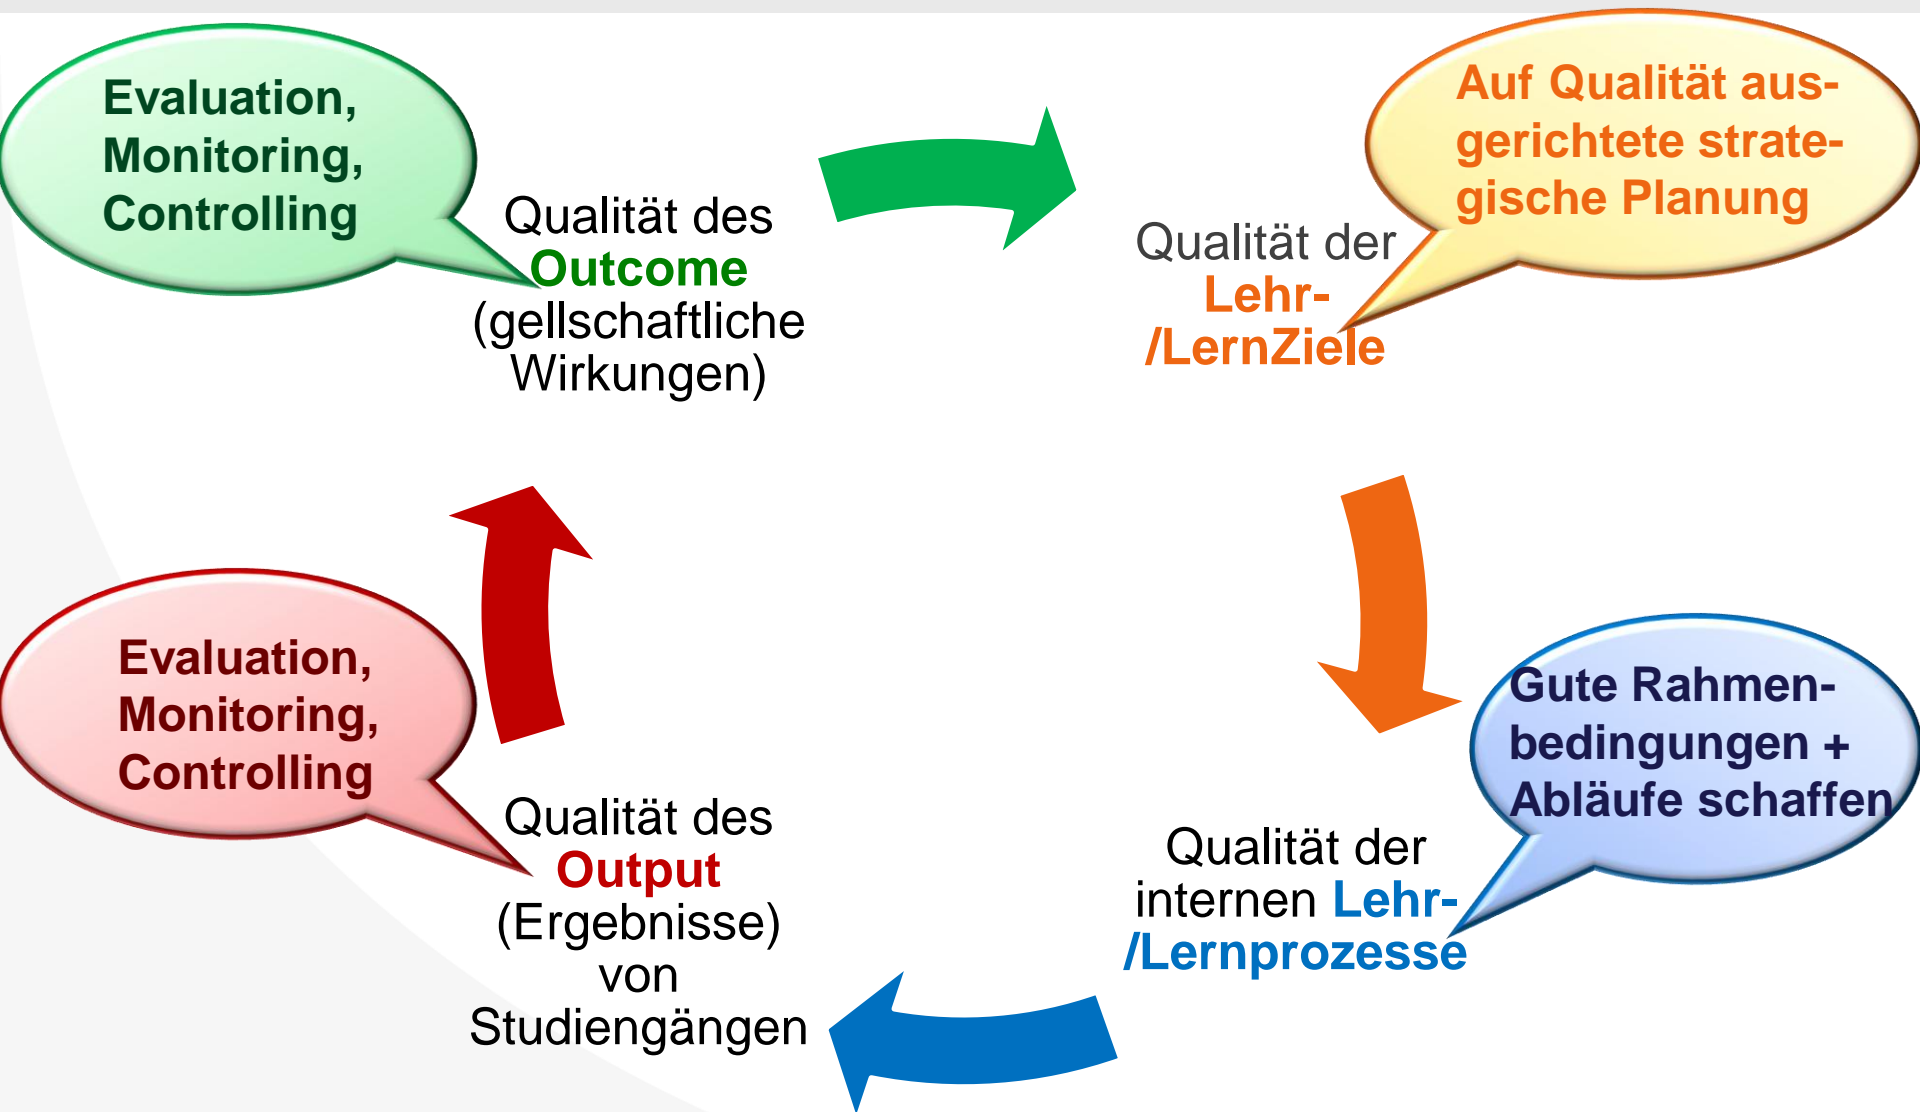 Evaluation,
Monitoring,
Controlling
Qualität des
Outcome
(gellschaftliche
Wirkungen)
Auf Qualität aus-
gerichtete strate-
gische Planung
Qualität der
Lehr-
/LernZiele
Gute Rahmen-
bedingungen +
Abläufe schaffen
Qualität der
internen Lehr-
/Lernprozesse
Evaluation,
Monitoring,
Controlling
Qualität des
Output
(Ergebnisse)
von
Studiengängen